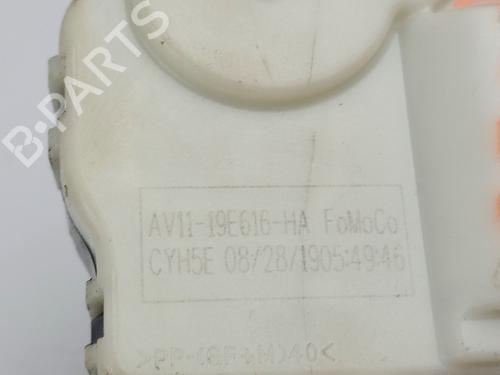 B-PARTS
AV11-19E616-HA FoMoCo
CYH5E 08/28/1905:49:46
>PP-(GF+M)40<